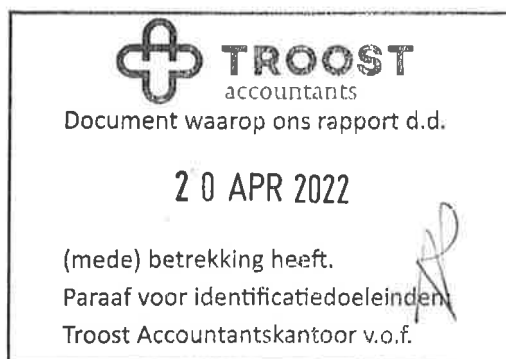 TROOST
accountants
Document waarop ons rapport d.d.
20 APR 2022
(mede) betrekking heeft.
Paraaf voor identificatiedoeleinden
Troost Accountantskantoor v.o.f.